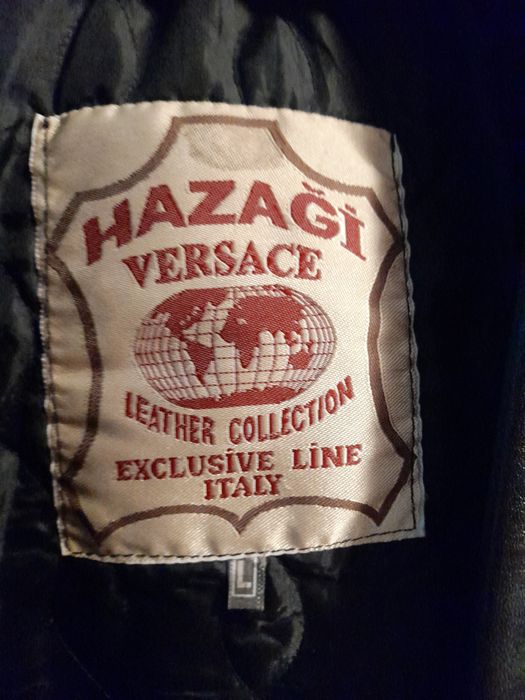 HAZAĞİ
VERSACE
LEATHER COLLECTION
EXCLUSİVE LİNE
ITALY
L